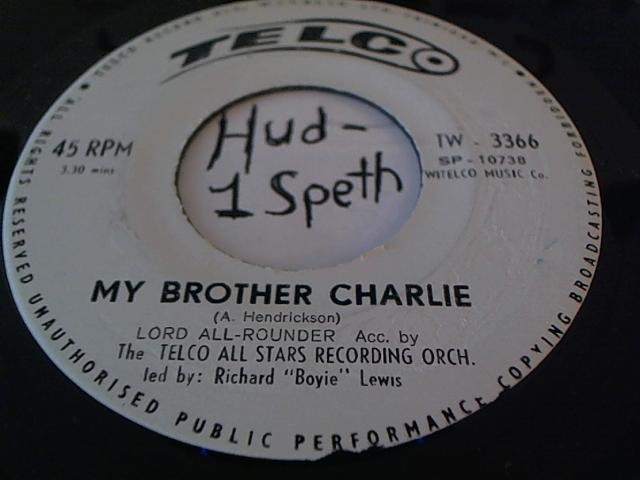 TELCO
Hud-
1 Speth
45 RPM
3.30 mins
TW - 3366
SP - 10738
WITELCO MUSIC Co.
MY BROTHER CHARLIE
(A. Hendrickson)
LORD ALL-ROUNDER Acc. by
The TELCO ALL STARS RECORDING ORCH.
led by: Richard "Boyie" Lewis
ALL RIGHTS RESERVED UNAUTHORISED PUBLIC PERFORMANCE COPYING BROADCASTING FORBIDDEN